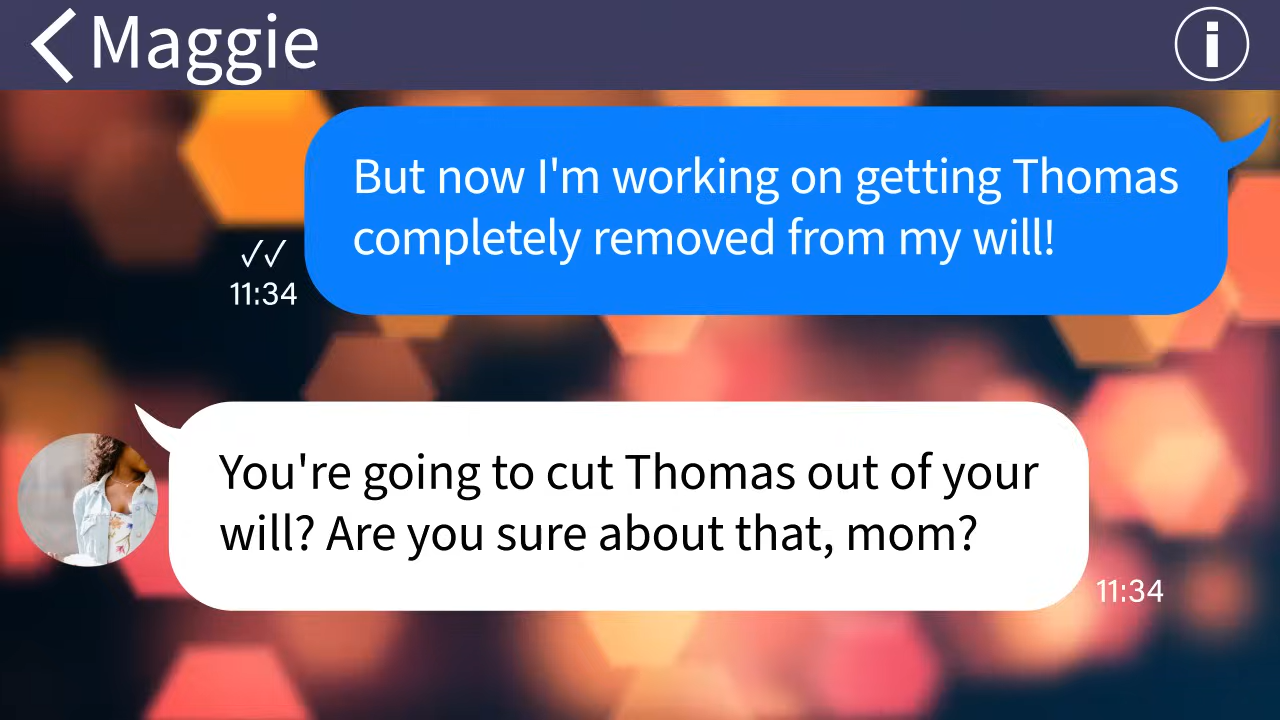 Maggie
But now I'm working on getting Thomas
completely removed from my will!
11:34
You're going to cut Thomas out of your
will? Are you sure about that, mom?
11:34